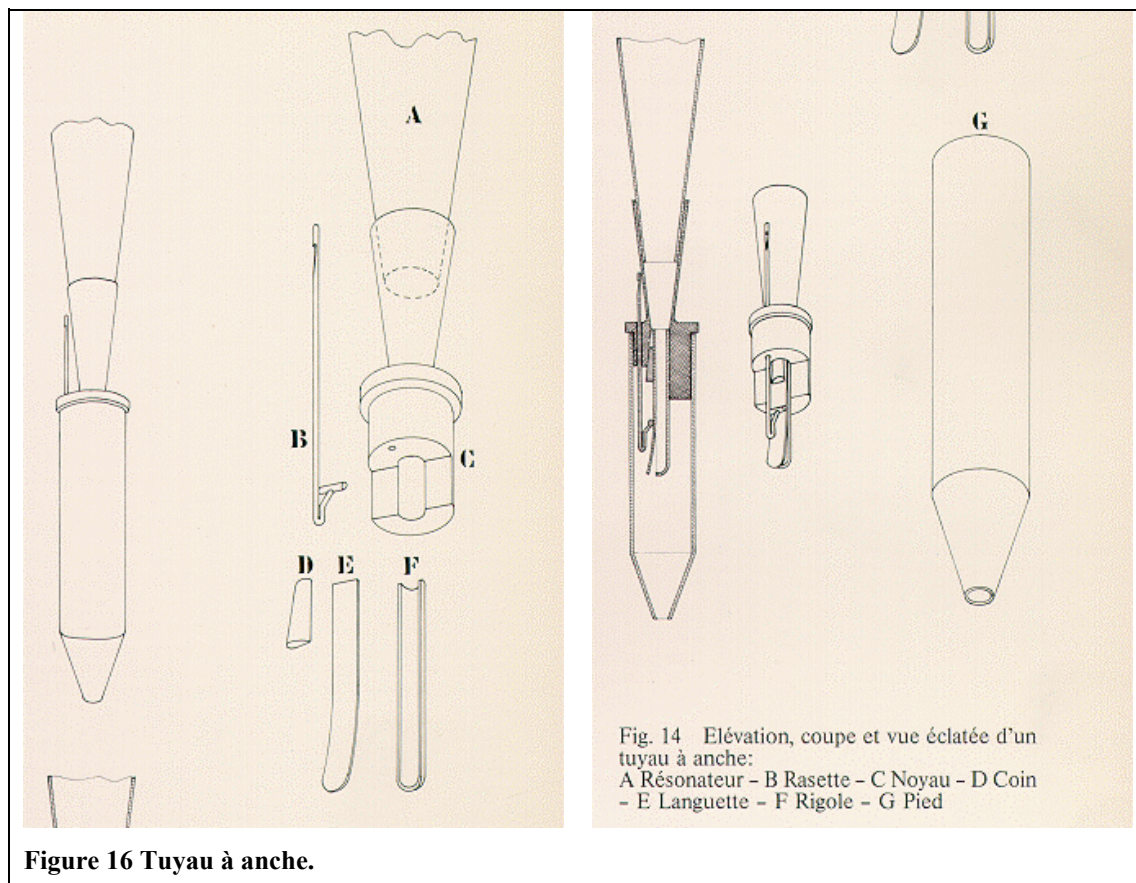 A
B
C
D E F
G
Fig. 14 Elévation, coupe et vue éclatée d'un
tuyau à anche:
A Résonateur – B Rasette – C Noyau – D Coin
– E Languette – F Rigole – G Pied
Figure 16 Tuyau à anche.